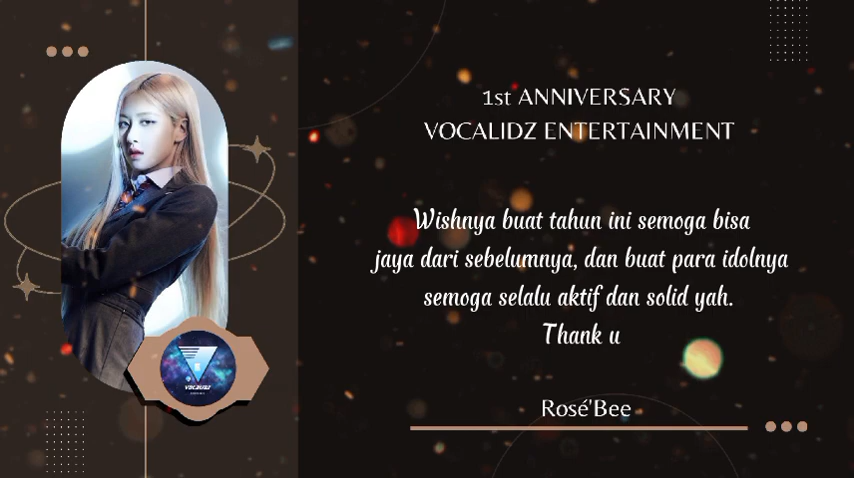 1st ANNIVERSARY
VOCALIDZ ENTERTAINMENT
Wishnya buat tahun ini semoga bisa
jaya dari sebelumnya, dan buat para idolnya
semoga selalu aktif dan solid yah.
Thank u
Rosé'Bee
VOCALIDZ